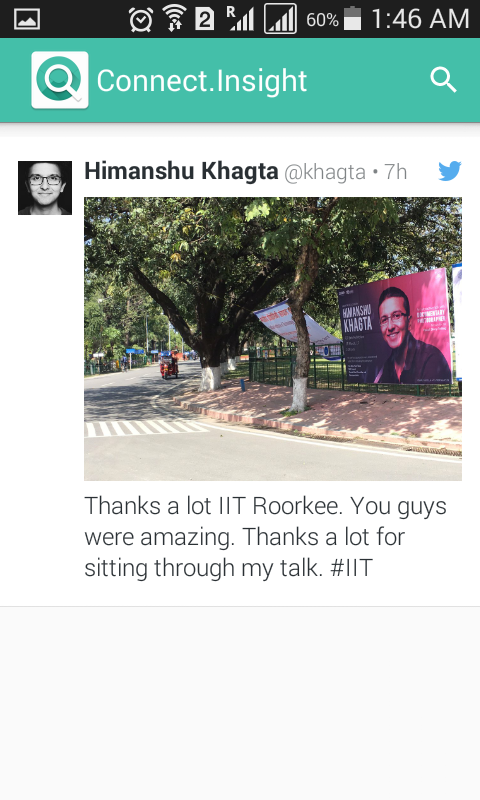 2
R
60%
1:46 AM
Connect.Insight
Himanshu Khagta @khagta • 7h
HIMANSHU
KHAGTA
Thanks a lot IIT Roorkee. You guys
were amazing. Thanks a lot for
sitting through my talk. #IIT